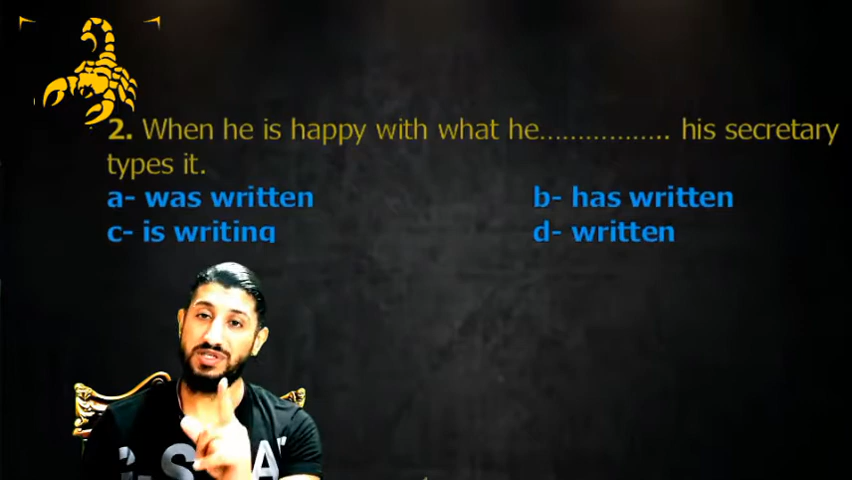 2. When he is happy with what he................. his secretary
types it.
a- was written b- has written
c- is writing d- written